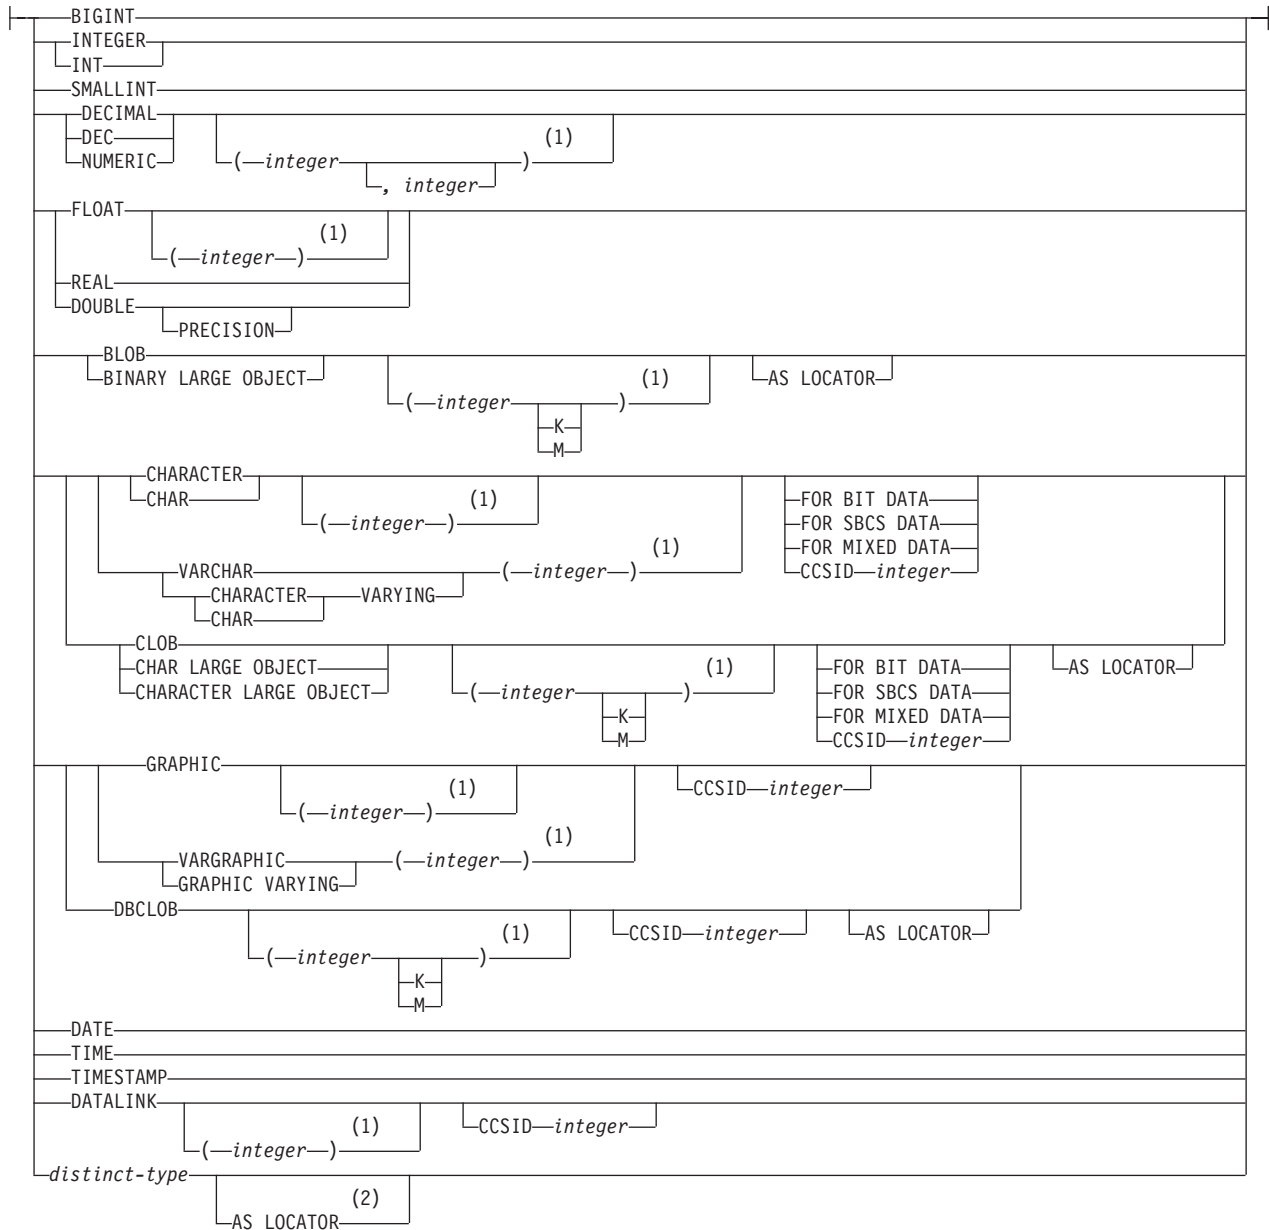 BIGINT
INTEGER
INT
SMALLINT
DECIMAL
DEC (1)
NUMERIC ( integer )
, integer
FLOAT
(1)
( integer )
REAL
DOUBLE
PRECISION
BLOB
BINARY LARGE OBJECT (1) AS LOCATOR
( integer )
K
M
CHARACTER
CHAR (1) FOR BIT DATA
( integer ) FOR SBCS DATA
(1) FOR MIXED DATA
VARCHAR ( integer ) CCSID integer
CHARACTER VARYING
CHAR
CLOB
CHAR LARGE OBJECT (1) FOR BIT DATA AS LOCATOR
CHARACTER LARGE OBJECT ( integer ) FOR SBCS DATA
K FOR MIXED DATA
M CCSID integer
GRAPHIC
(1) CCSID integer
( integer )
(1)
VARGRAPHIC ( integer )
GRAPHIC VARYING
DBCLOB
(1) CCSID integer AS LOCATOR
( integer )
K
M
DATE
TIME
TIMESTAMP
DATALINK
(1) CCSID integer
( integer )
distinct-type
(2)
AS LOCATOR